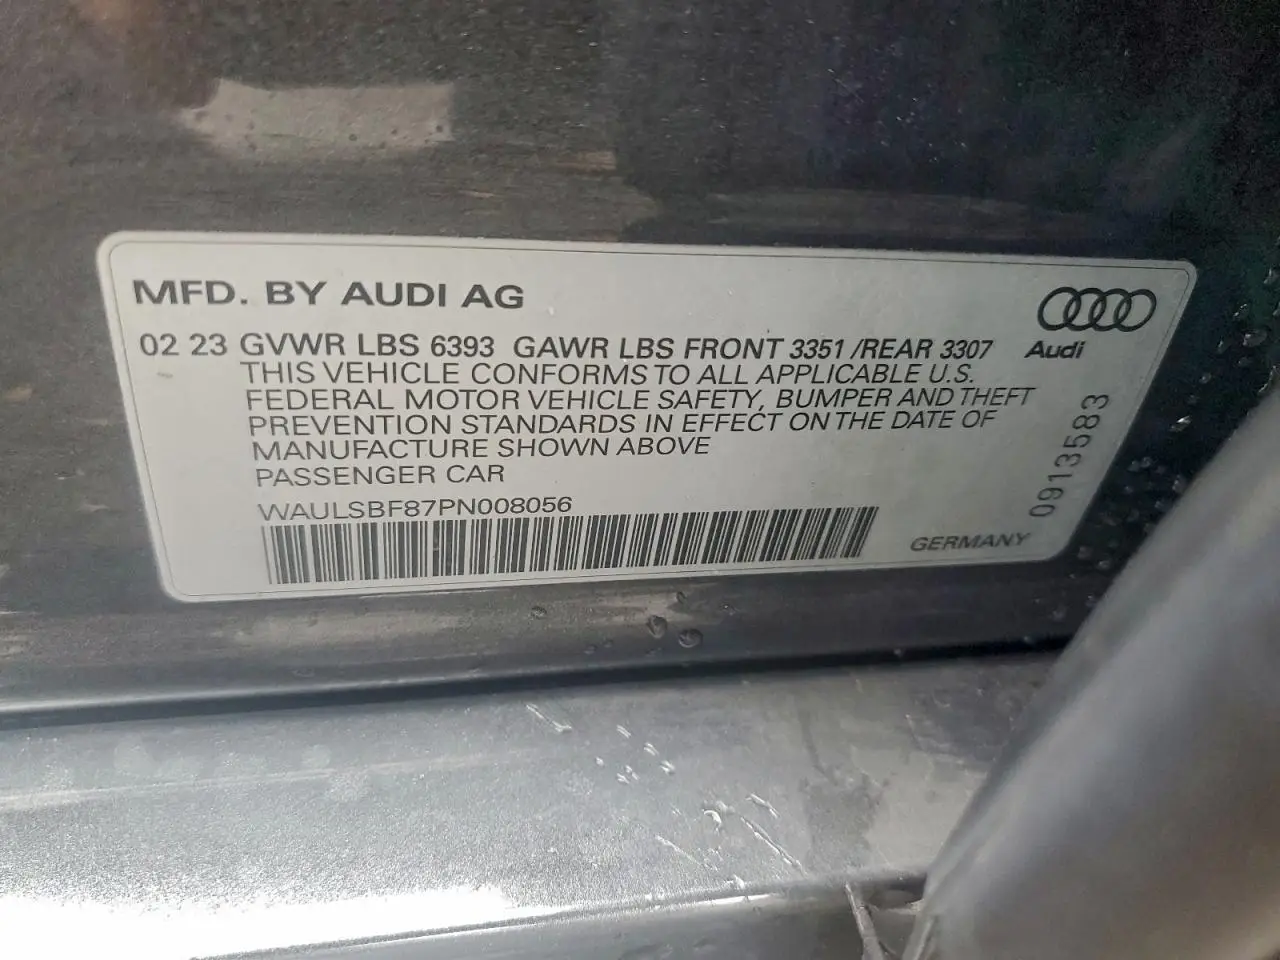 MFD. BY AUDI AG
02 23 GVWR LBS 6393 GAWR LBS FRONT 3351 /REAR 3307
Audi
THIS VEHICLE CONFORMS TO ALL APPLICABLE U.S.
FEDERAL MOTOR VEHICLE SAFETY, BUMPER AND THEFT
PREVENTION STANDARDS IN EFFECT ON THE DATE OF
MANUFACTURE SHOWN ABOVE
PASSENGER CAR
WAULSBF87PN008056
GERMANY
0913583